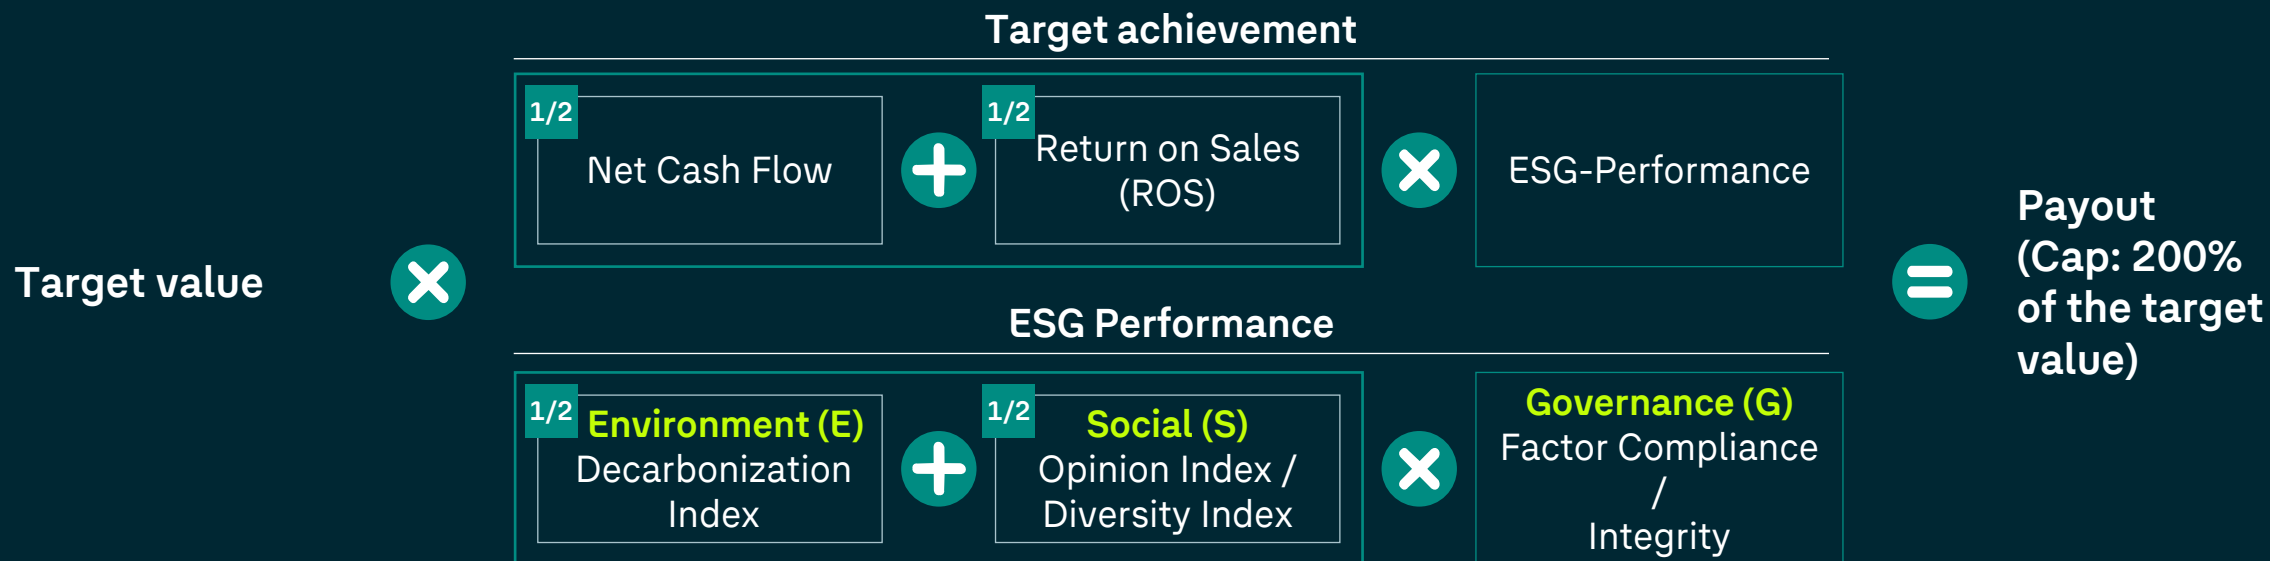 Target achievement
1/2
Net Cash Flow
1/2
Return on Sales
(ROS)
ESG-Performance
Target value
Payout
(Cap: 200%
of the target
value)
ESG Performance
1/2
Environment (E)
Decarbonization
Index
1/2
Social (S)
Opinion Index /
Diversity Index
Governance (G)
Factor Compliance
/
Integrity